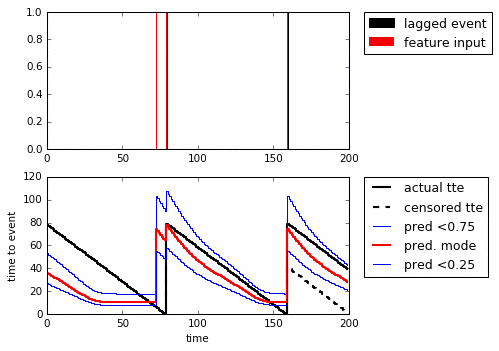 1.0
0.8
0.6
0.4
0.2
0.0
0 50 100 150 200
lagged event
feature input
120
100
80
60
40
20
0
0 50 100 150 200
time to event
time
actual tte
censored tte
pred <0.75
pred. mode
pred <0.25